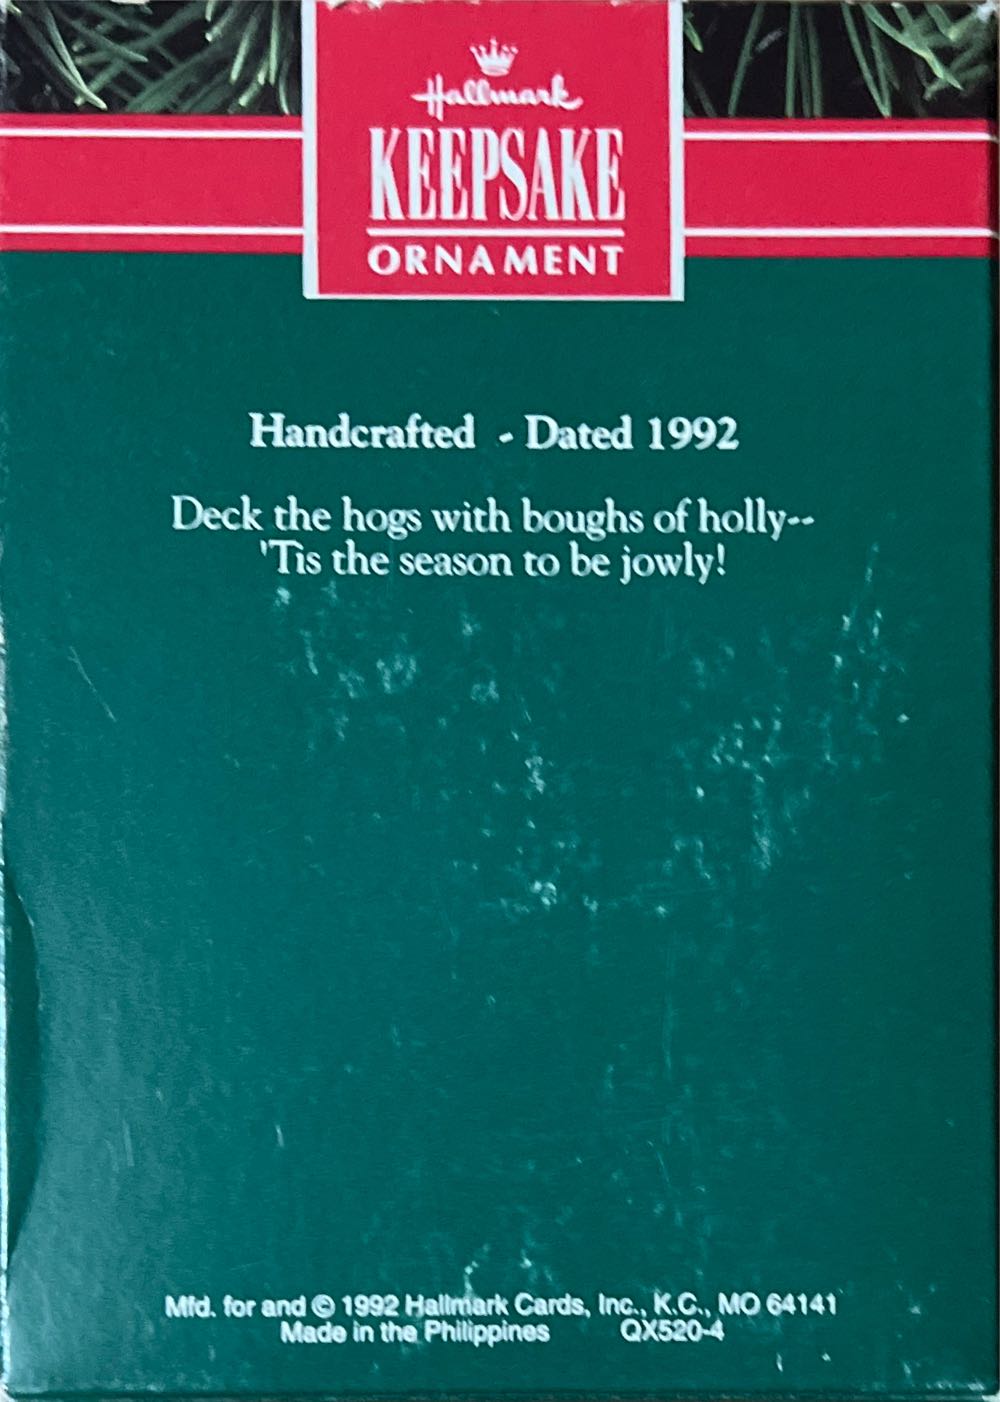 Hallmark
KEEPSAKE
ORNAMENT
Handcrafted - Dated 1992
Deck the hogs with boughs of holly--
'Tis the season to be jowly!
Mfd. for and © 1992 Hallmark Cards, Inc., K.C., MO 64141
Made in the Philippines QX520-4